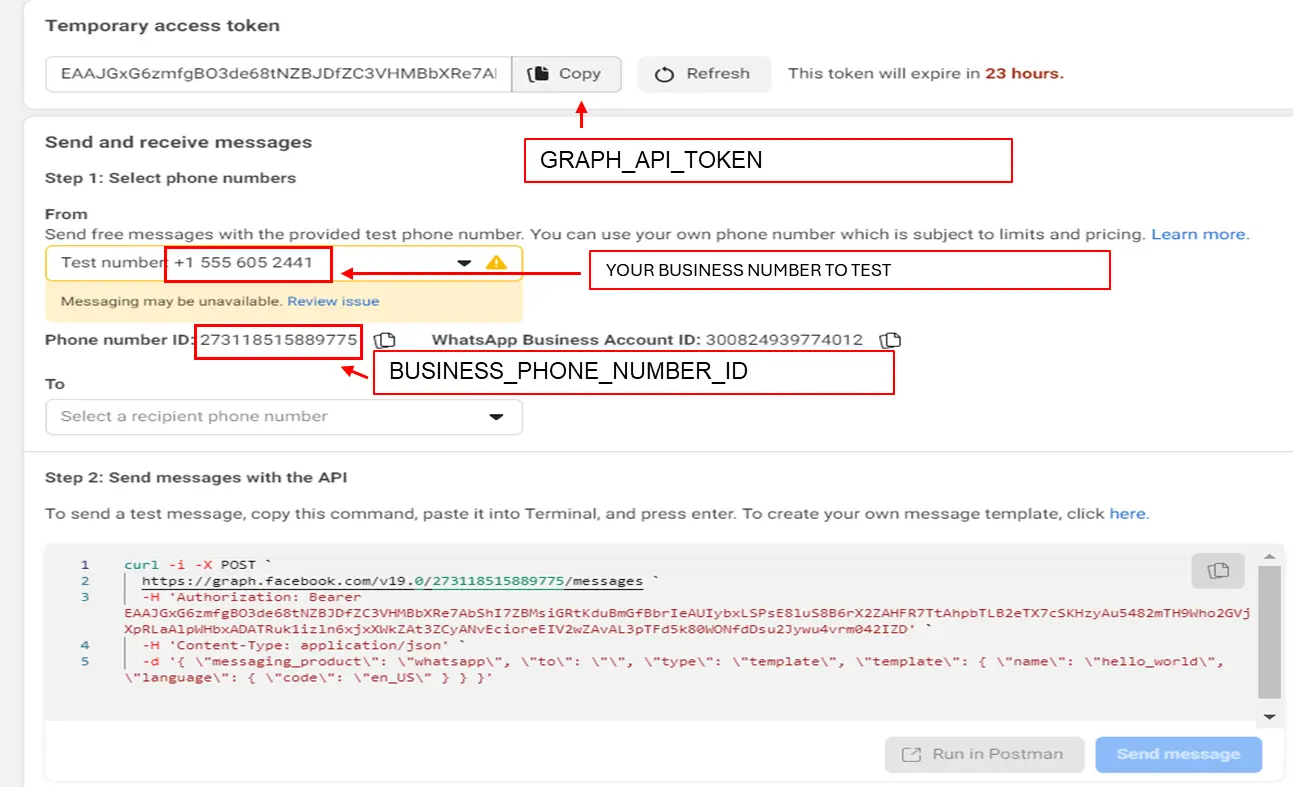 Temporary access token
EAAJGxG6zmfgBO3de68tNZBJDfZC3VHMBbXRe7Al
Copy
Refresh
This token will expire in 23 hours.
GRAPH_API_TOKEN
Send and receive messages
Step 1: Select phone numbers
From
Send free messages with the provided test phone number. You can use your own phone number which is subject to limits and pricing. Learn more.
Test number: +1 555 605 2441
YOUR BUSINESS NUMBER TO TEST
Messaging may be unavailable. Review issue
Phone number ID: 273118515889775
WhatsApp Business Account ID: 300824939774012
BUSINESS_PHONE_NUMBER_ID
To
Select a recipient phone number
Step 2: Send messages with the API
To send a test message, copy this command, paste it into Terminal, and press enter. To create your own message template, click here.
1 curl -i -X POST `
2 https://graph.facebook.com/v19.0/273118515889775/messages `
3 -H 'Authorization: Bearer
EAAJGxG6zmfgBO3de68tNZBJDfZC3VHMBbXRe7AbShI7ZBMsiGRtKduBmGfBbrIeAUIybxLSPsE8luS8B6rX2ZAHFR7TtAhpbTLB2eTX7cSKHzyAu5482mTH9Who2GVj
XpRLaAlpWHbxADATRuk1izln6xjxXWkZAt3ZCyANvEcioreEIV2wZAvAL3pTFd5k80WONfdDsu2Jywu4vrm042IZD' `
4 -H 'Content-Type: application/json' `
5 -d '{ \"messaging_product\": \"whatsapp\", \"to\": \"\", \"type\": \"template\", \"template\": { \"name\": \"hello_world\",
\"language\": { \"code\": \"en_US\" } } }'
Run in Postman
Send message